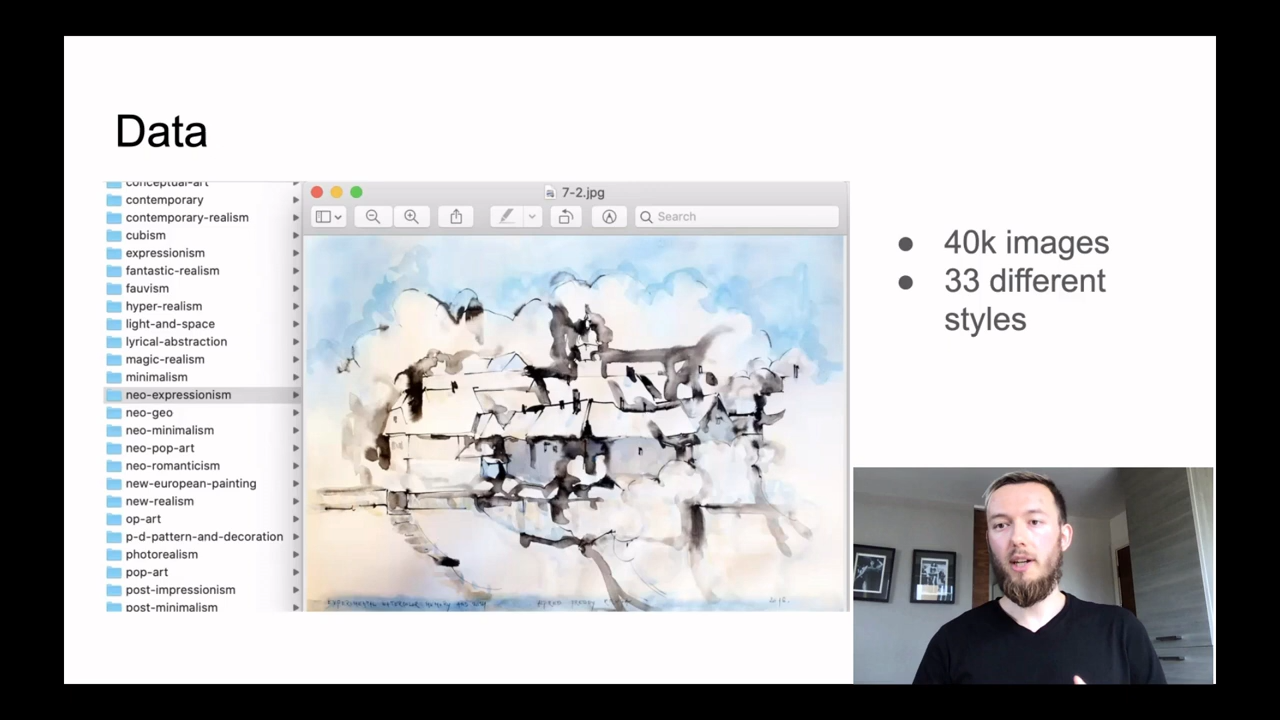 Data
conceptual-art
contemporary
contemporary-realism
cubism
expressionism
fantastic-realism
fauvism
hyper-realism
light-and-space
lyrical-abstraction
magic-realism
minimalism
neo-expressionism
neo-geo
neo-minimalism
neo-pop-art
neo-romanticism
new-european-painting
new-realism
op-art
p-d-pattern-and-decoration
photorealism
pop-art
post-impressionism
post-minimalism
7-2.jpg
Search
● 40k images
● 33 different
styles